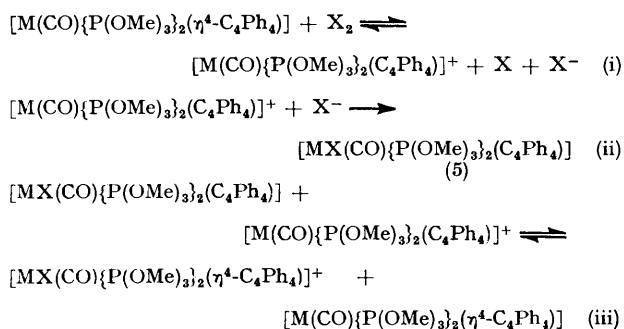 [M(CO){P(OMe)₃}₂(η⁴-C₄Ph₄)] + X₂ ⇌
[M(CO){P(OMe)₃}₂(C₄Ph₄)]⁺ + X + X⁻ (i)
[M(CO){P(OMe)₃}₂(C₄Ph₄)]⁺ + X⁻ ⟶
[MX(CO){P(OMe)₃}₂(C₄Ph₄)] (ii)
(5)
[MX(CO){P(OMe)₃}₂(C₄Ph₄)] +
[M(CO){P(OMe)₃}₂(C₄Ph₄)]⁺ ⇌
[MX(CO){P(OMe)₃}₂(η⁴-C₄Ph₄)]⁺ +
[M(CO){P(OMe)₃}₂(η⁴-C₄Ph₄)] (iii)